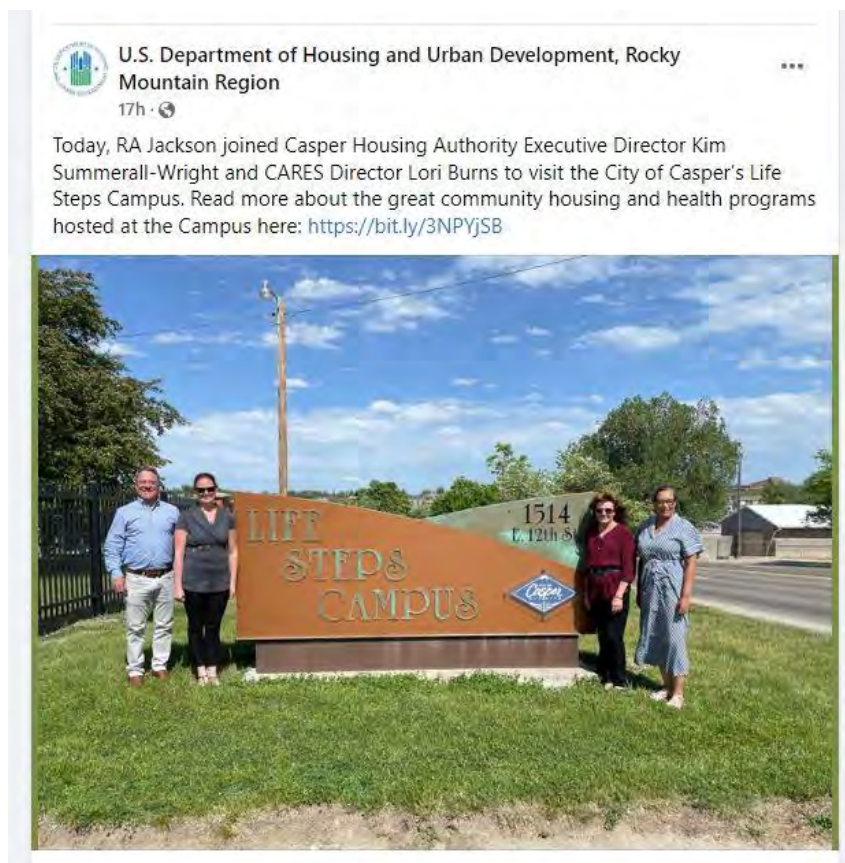 U.S. Department of Housing and Urban Development, Rocky
Mountain Region
17h ·
Today, RA Jackson joined Casper Housing Authority Executive Director Kim
Summerall-Wright and CARES Director Lori Burns to visit the City of Casper's Life
Steps Campus. Read more about the great community housing and health programs
hosted at the Campus here: https://bit.ly/3NPYjSB
LIFE
STEPS
CAMPUS
1514
E. 12th S
Casper